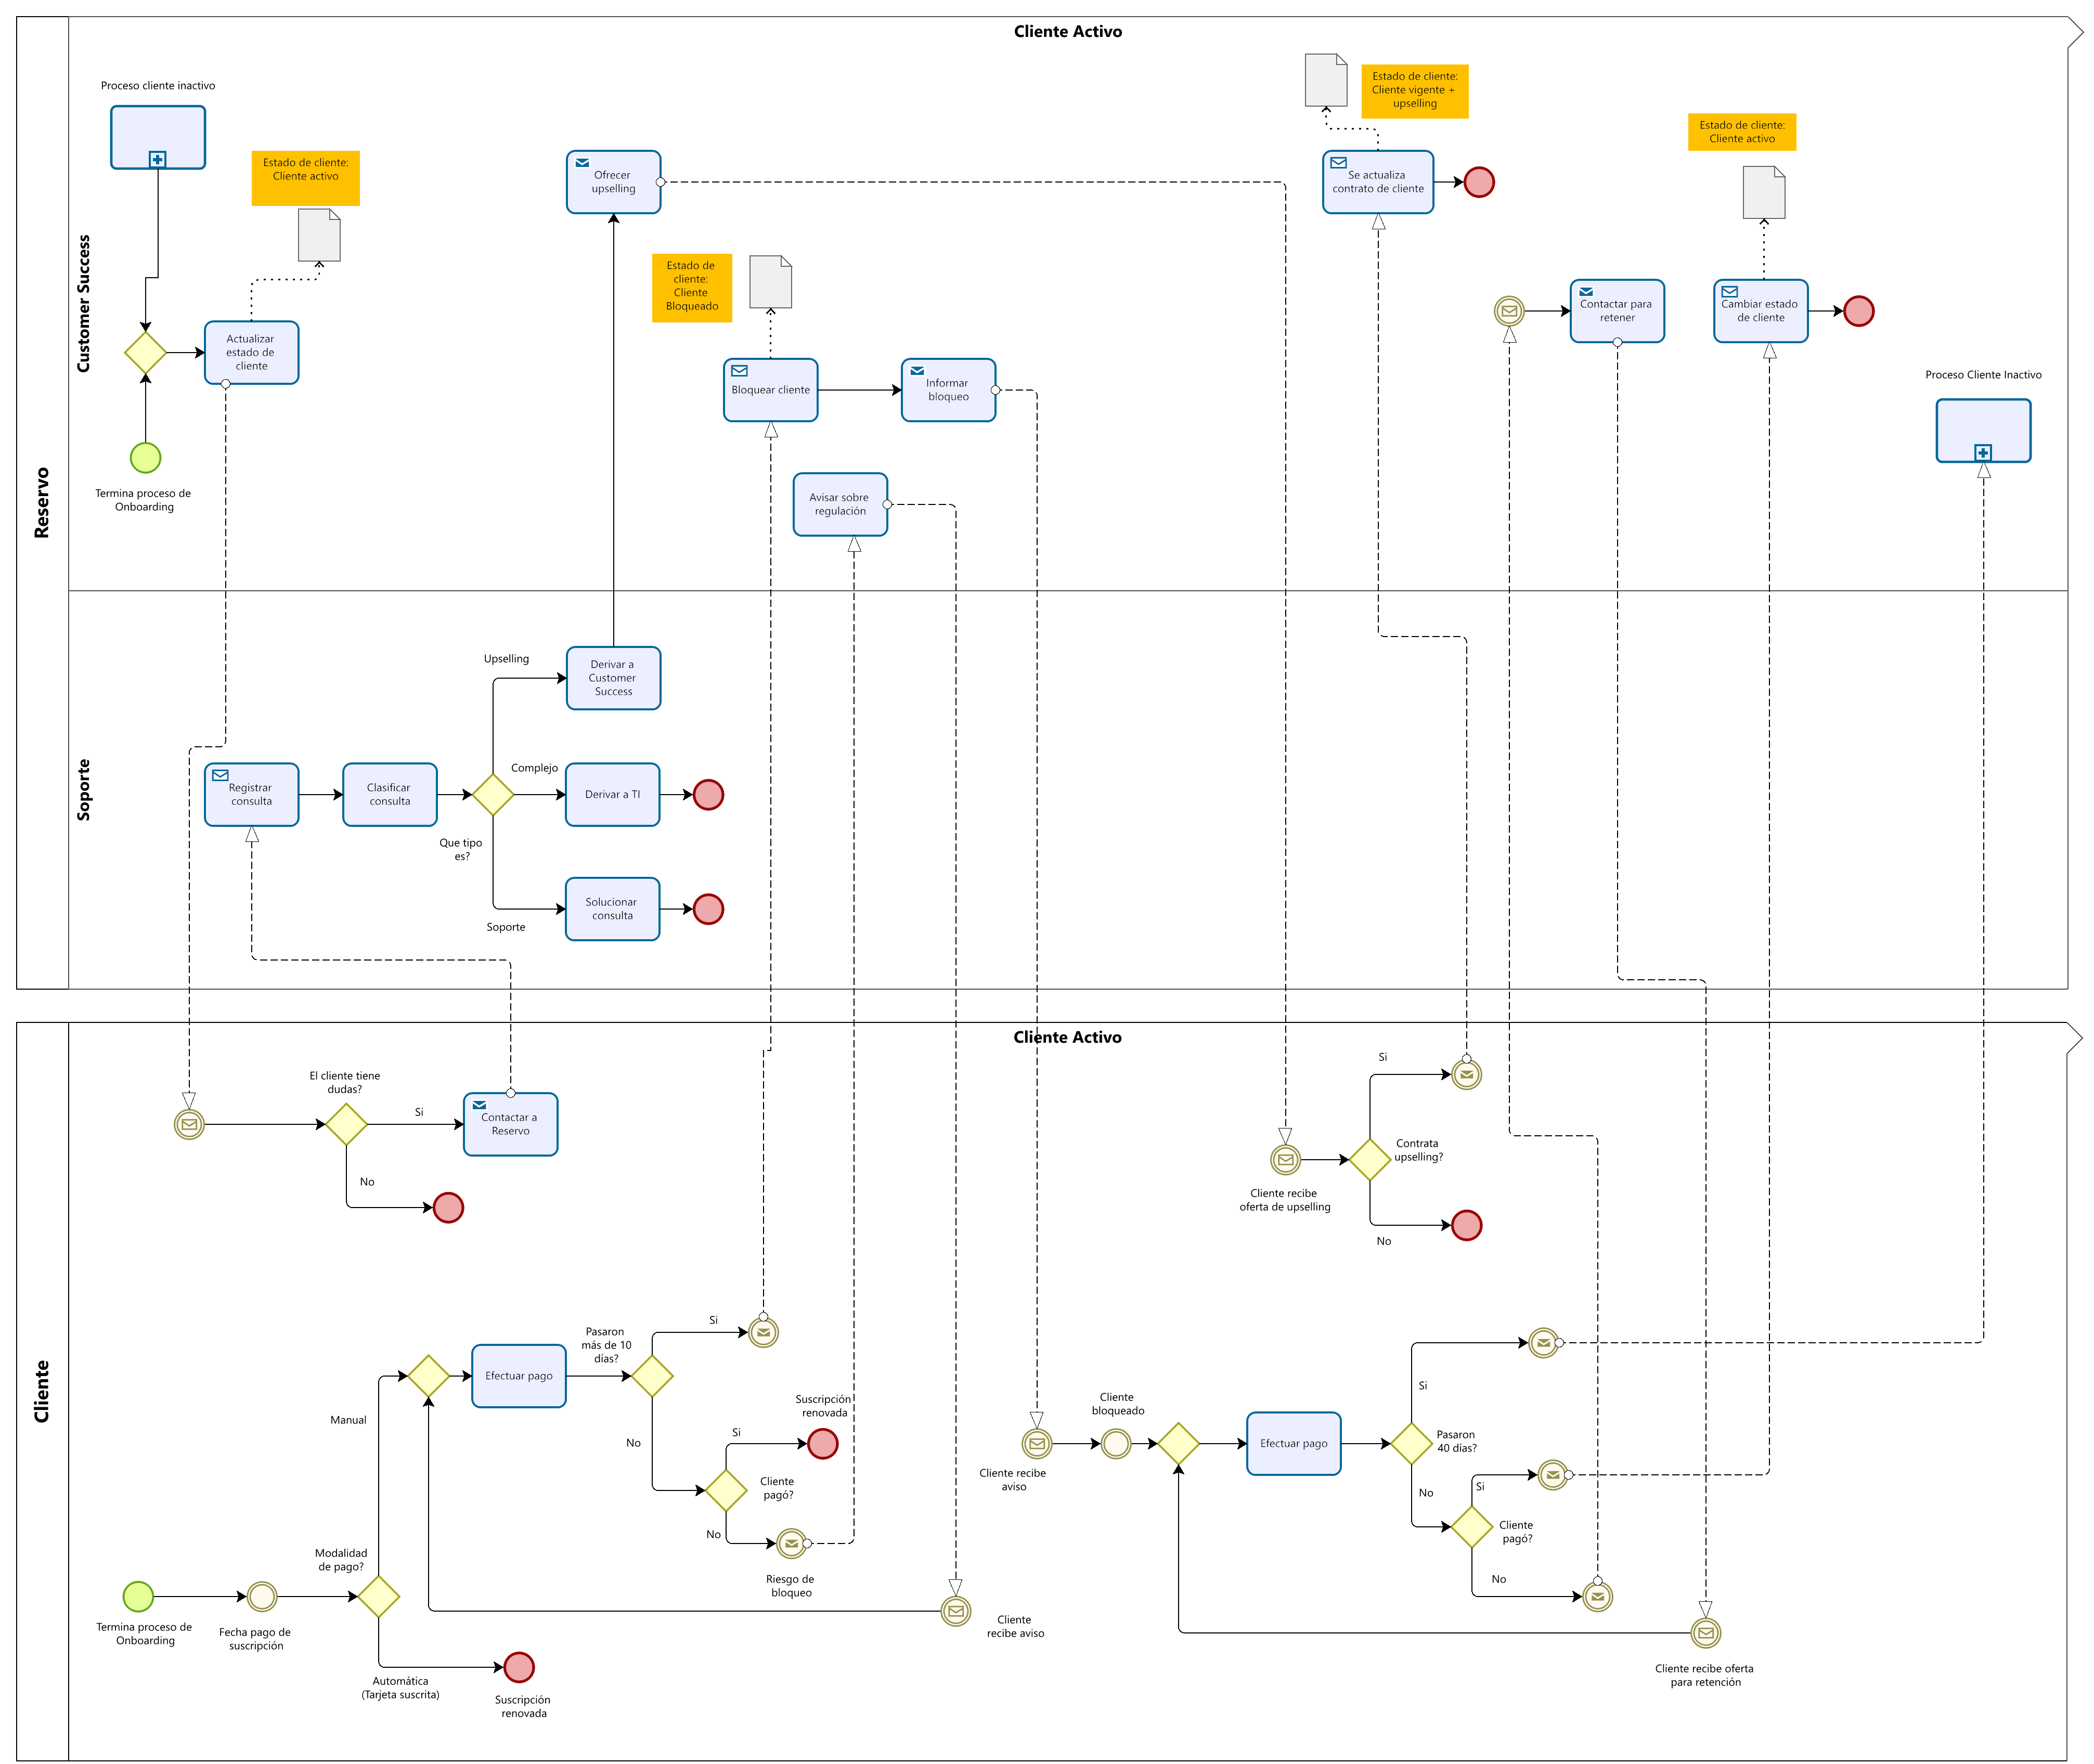 Cliente Activo
Reservo
Customer Success
Proceso cliente inactivo
Estado de cliente:
Cliente activo
Actualizar
estado de
cliente
Termina proceso de
Onboarding
Ofrecer
upselling
Estado de
cliente:
Cliente
Bloqueado
Bloquear cliente
Informar
bloqueo
Avisar sobre
regulación
Estado de cliente:
Cliente vigente +
upselling
Se actualiza
contrato de cliente
Estado de cliente:
Cliente activo
Contactar para
retener
Cambiar estado
de cliente
Proceso Cliente Inactivo
Soporte
Registrar
consulta
Clasificar
consulta
Que tipo
es?
Upselling
Derivar a
Customer
Success
Complejo
Derivar a TI
Soporte
Solucionar
consulta
Cliente Activo
Cliente
El cliente tiene
dudas?
Si
Contactar a
Reservo
No
Cliente recibe
oferta de upselling
Contrata
upselling?
Si
No
Termina proceso de
Onboarding
Fecha pago de
suscripción
Modalidad
de pago?
Manual
Automática
(Tarjeta suscrita)
Suscripción
renovada
Efectuar pago
Pasaron
más de 10
días?
Si
No
Cliente
pagó?
Si
Suscripción
renovada
No
Riesgo de
bloqueo
Cliente
recibe aviso
Cliente recibe
aviso
Cliente
bloqueado
Efectuar pago
Pasaron
40 días?
Si
No
Cliente
pagó?
Si
No
Cliente recibe oferta
para retención